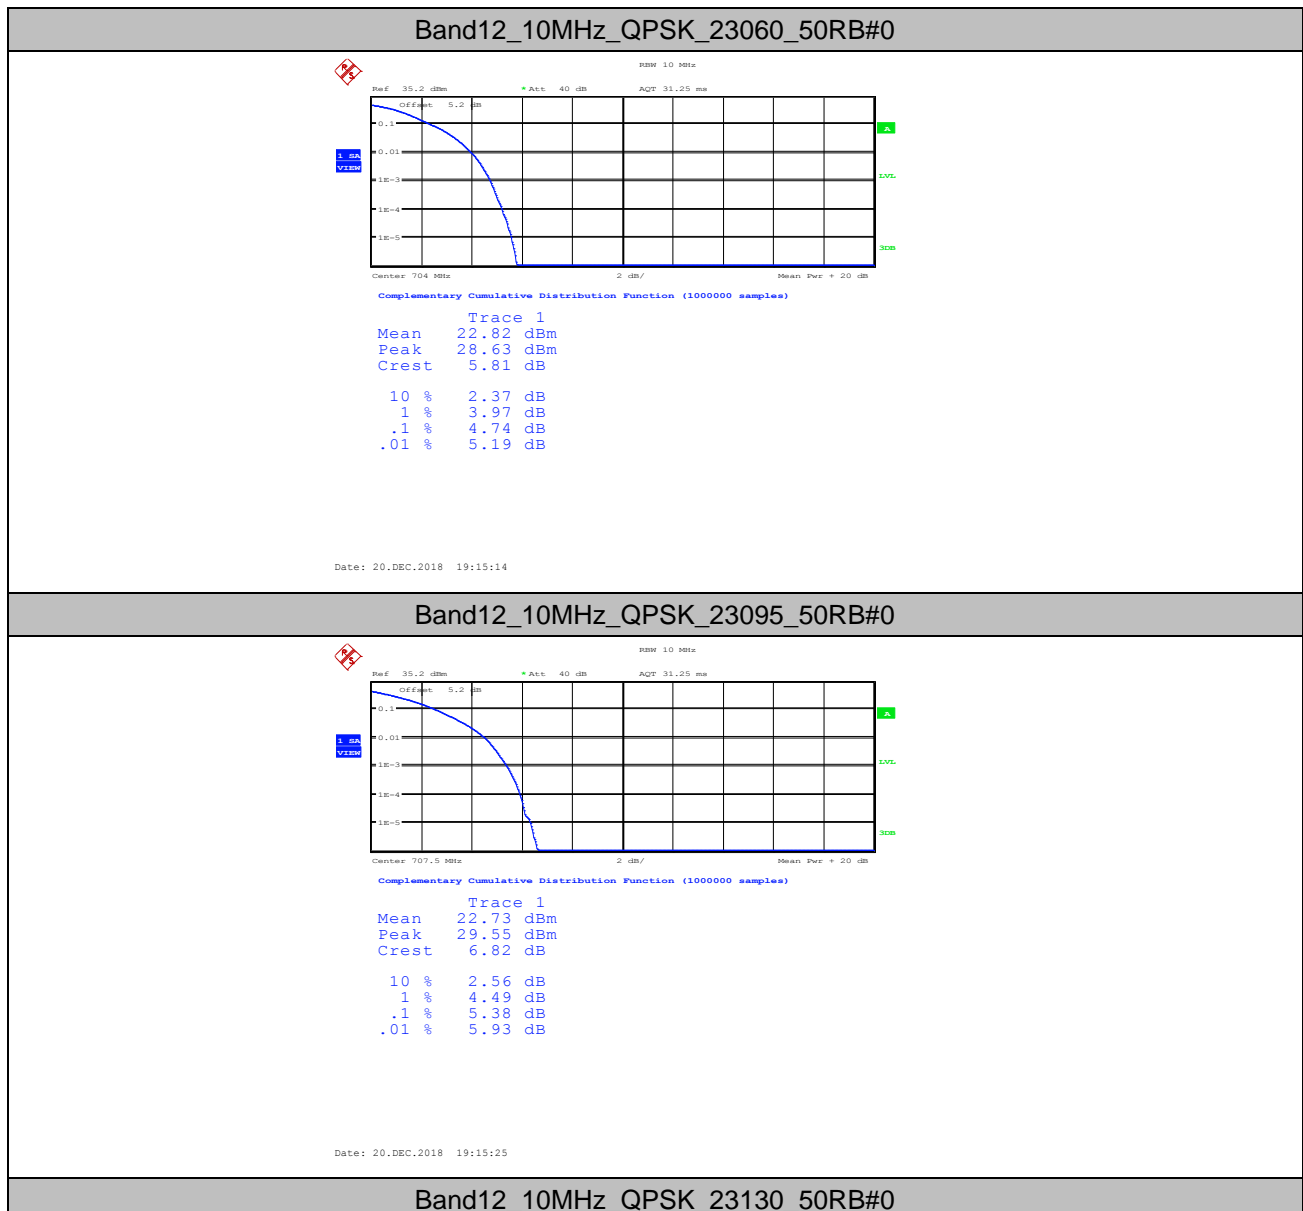 Band12_10MHz_QPSK_23060_50RB#0
R S
RBW 10 MHz
Ref 35.2 dBm *Att 40 dB AQT 31.25 ms
Offset 5.2 dB
0.1
A
0.01
1 SA
VIEW
1E-3
LVL
1E-4
1E-5
3DB
Center 704 MHz 2 dB/ Mean Pwr + 20 dB
Complementary Cumulative Distribution Function (1000000 samples)
Trace 1
Mean 22.82 dBm
Peak 28.63 dBm
Crest 5.81 dB
10 % 2.37 dB
1 % 3.97 dB
.1 % 4.74 dB
.01 % 5.19 dB
Date: 20.DEC.2018 19:15:14
Band12_10MHz_QPSK_23095_50RB#0
R S
RBW 10 MHz
Ref 35.2 dBm *Att 40 dB AQT 31.25 ms
Offset 5.2 dB
0.1
A
0.01
1 SA
VIEW
1E-3
LVL
1E-4
1E-5
3DB
Center 707.5 MHz 2 dB/ Mean Pwr + 20 dB
Complementary Cumulative Distribution Function (1000000 samples)
Trace 1
Mean 22.73 dBm
Peak 29.55 dBm
Crest 6.82 dB
10 % 2.56 dB
1 % 4.49 dB
.1 % 5.38 dB
.01 % 5.93 dB
Date: 20.DEC.2018 19:15:25
Band12_10MHz_QPSK_23130_50RB#0